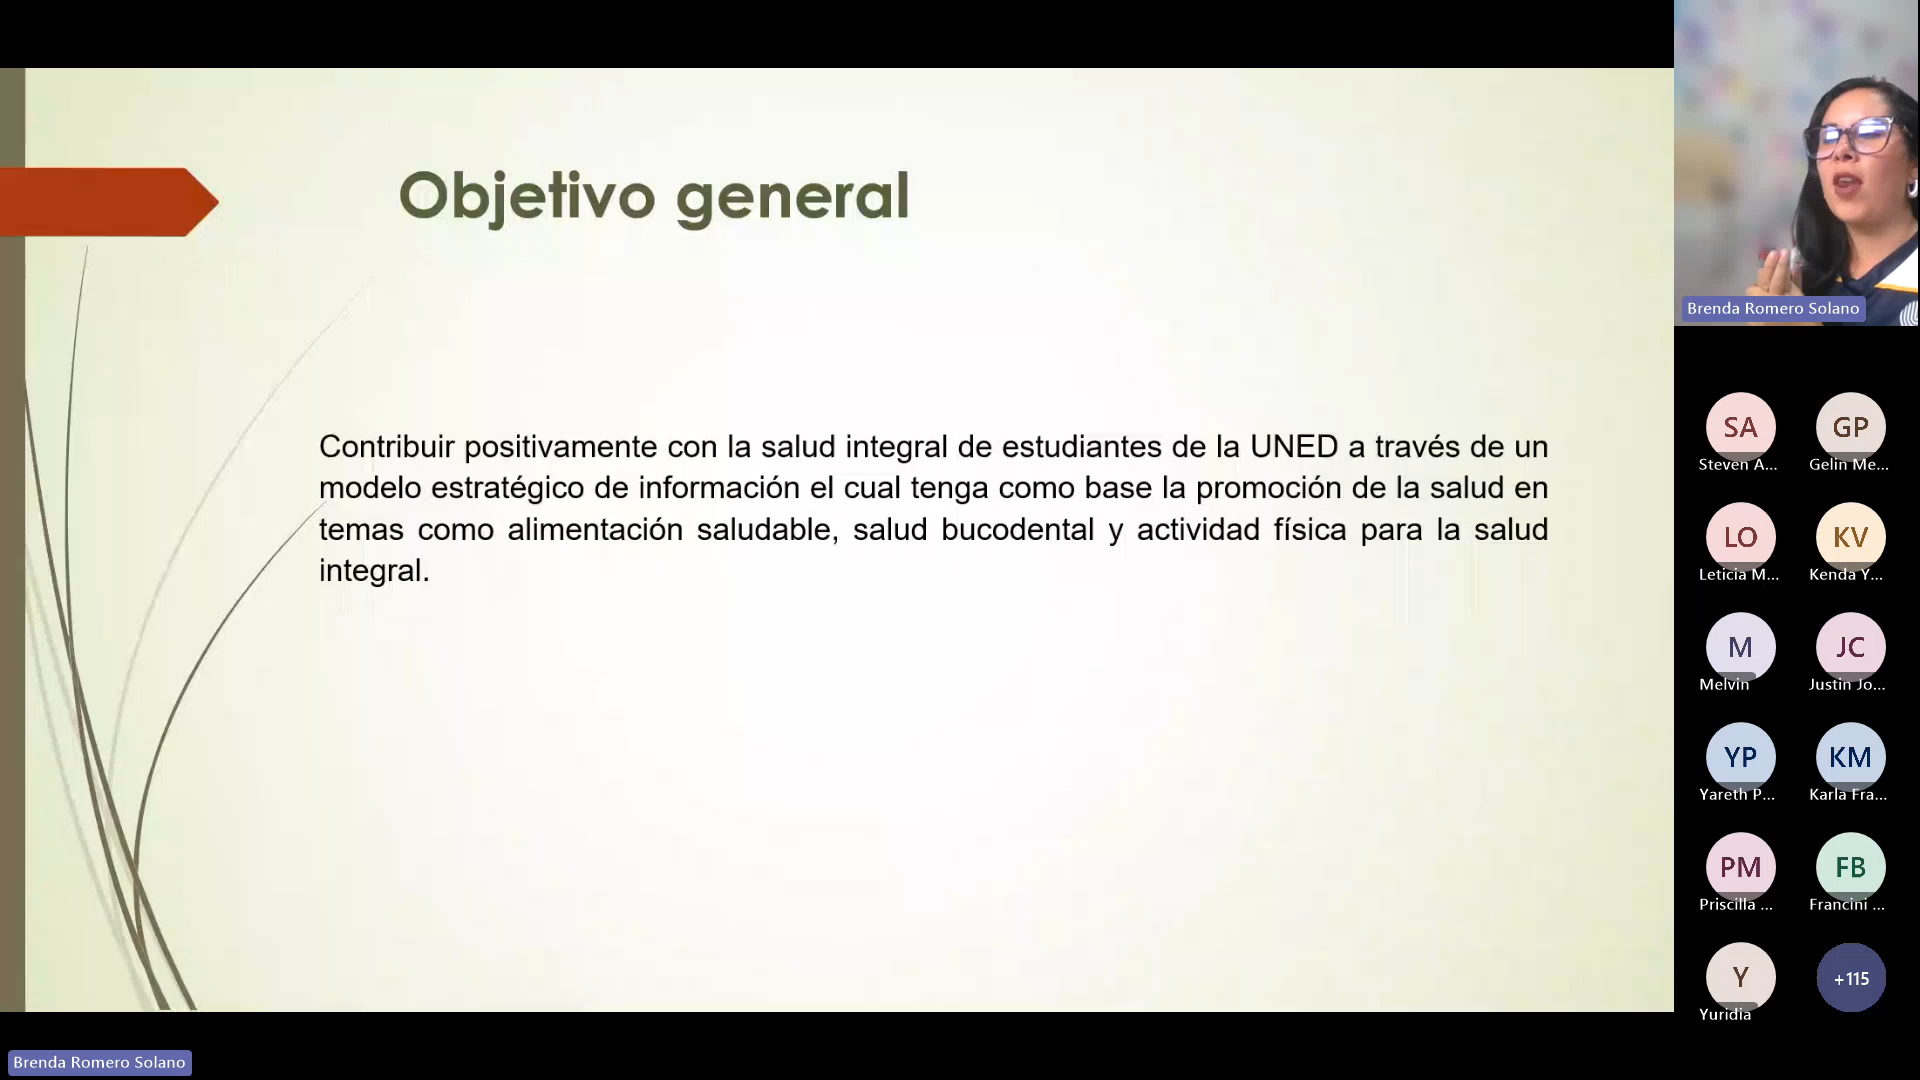 Objetivo general
Contribuir positivamente con la salud integral de estudiantes de la UNED a través de un
modelo estratégico de información el cual tenga como base la promoción de la salud en
temas como alimentación saludable, salud bucodental y actividad física para la salud
integral.
Brenda Romero Solano
SA
GP
Steven A...
Gelin Me...
LO
KV
Leticia M...
Kenda Y...
M
JC
Melvin
Justin Jo...
YP
KM
Yareth P...
Karla Fra...
PM
FB
Priscilla ...
Francini ...
Y
+115
Yuridia
Brenda Romero Solano